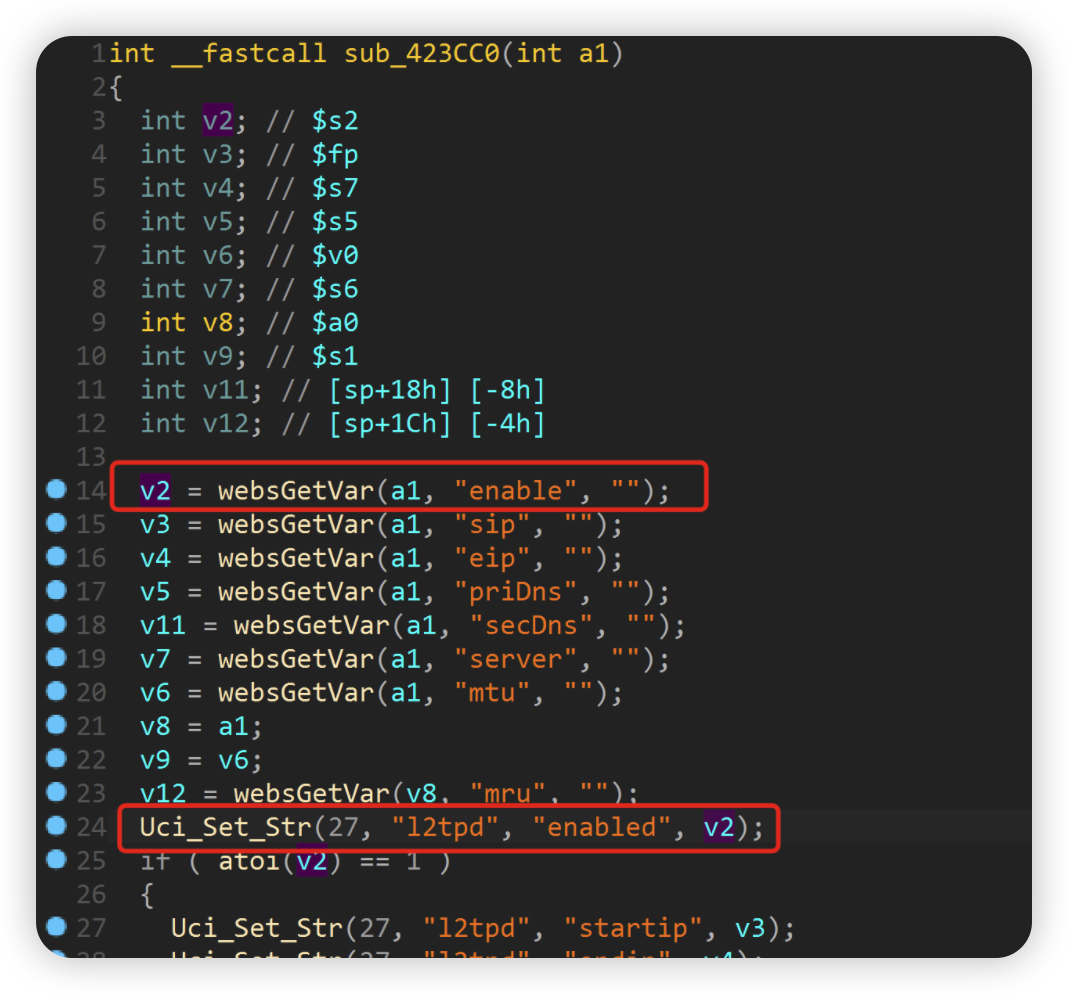 1 int __fastcall sub_423CC0(int a1)
2 {
3 int v2; // $s2
4 int v3; // $fp
5 int v4; // $s7
6 int v5; // $s5
7 int v6; // $v0
8 int v7; // $s6
9 int v8; // $a0
10 int v9; // $s1
11 int v11; // [sp+18h] [-8h]
12 int v12; // [sp+1Ch] [-4h]
13
14 v2 = websGetVar(a1, "enable", "");
15 v3 = websGetVar(a1, "sip", "");
16 v4 = websGetVar(a1, "eip", "");
17 v5 = websGetVar(a1, "priDns", "");
18 v11 = websGetVar(a1, "secDns", "");
19 v7 = websGetVar(a1, "server", "");
20 v6 = websGetVar(a1, "mtu", "");
21 v8 = a1;
22 v9 = v6;
23 v12 = websGetVar(v8, "mru", "");
24 Uci_Set_Str(27, "l2tpd", "enabled", v2);
25 if ( atoi(v2) == 1 )
26 {
27 Uci_Set_Str(27, "l2tpd", "startip", v3);
28 Uci_Set_Str(27, "l2tpd", "endip", v4);